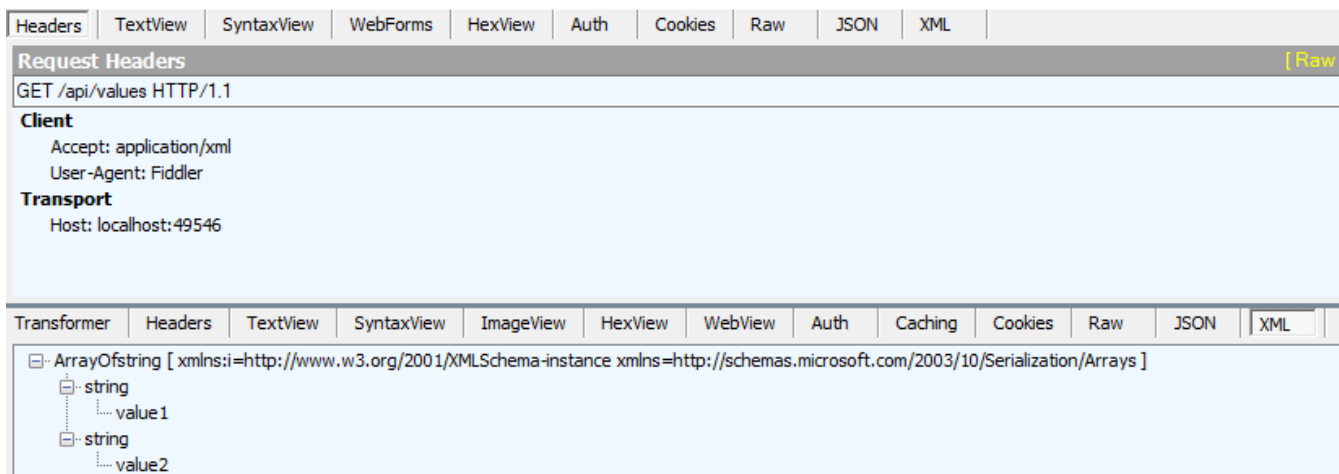 Headers TextView SyntaxView WebForms HexView Auth Cookies Raw JSON XML
Request Headers [ Raw
GET /api/values HTTP/1.1
Client
Accept: application/xml
User-Agent: Fiddler
Transport
Host: localhost:49546
Transformer Headers TextView SyntaxView ImageView HexView WebView Auth Caching Cookies Raw JSON XML
ArrayOfstring [ xmlns:i=http://www.w3.org/2001/XMLSchema-instance xmlns=http://schemas.microsoft.com/2003/10/Serialization/Arrays ]
string
value1
string
value2